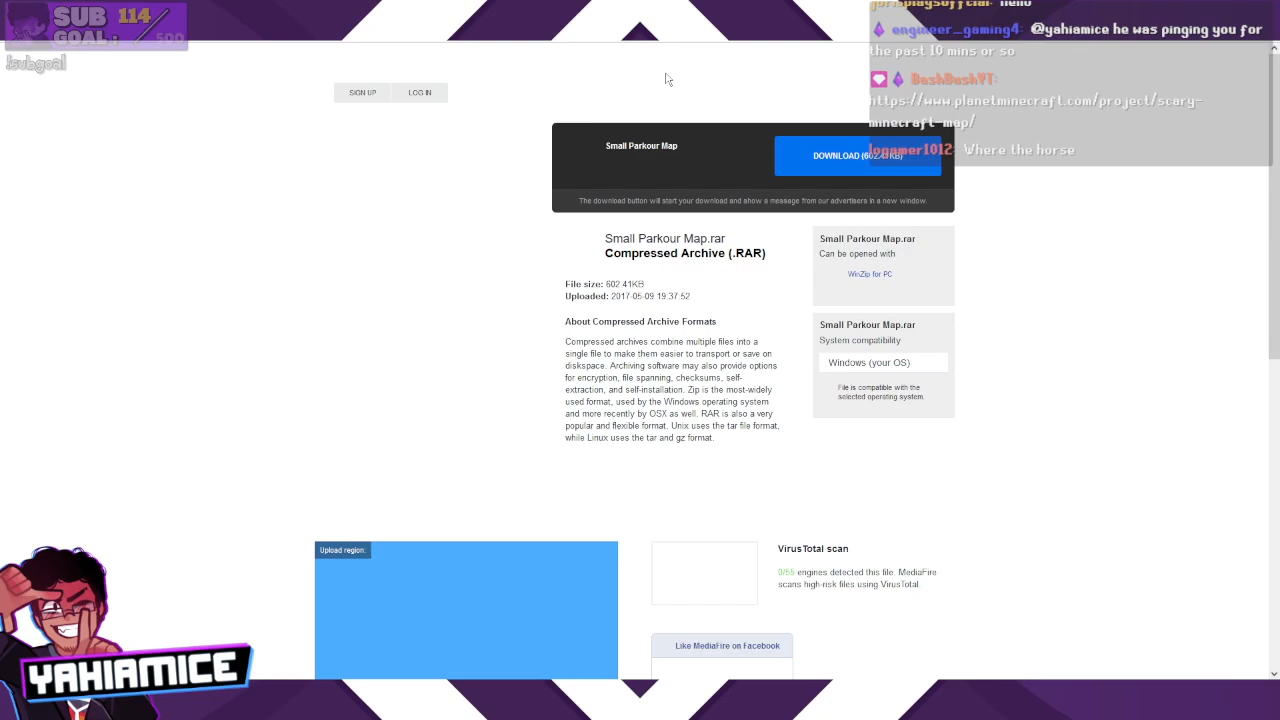 SUB 114
GOAL: / 500
!subgoal
hello
engineer_gaming4: @yahiamice he was pinging you for
the past 10 mins or so
BashBashYT:
https://www.planetminecraft.com/project/scary-
minecraft-map/
logamer1012: Where the horse
SIGN UP
LOG IN
Small Parkour Map
DOWNLOAD (602.41KB)
The download button will start your download and show a message from our advertisers in a new window.
Small Parkour Map.rar
Compressed Archive (.RAR)
File size: 602.41KB
Uploaded: 2017-05-09 19:37:52
About Compressed Archive Formats
Compressed archives combine multiple files into a
single file to make them easier to transport or save on
diskspace. Archiving software may also provide options
for encryption, file spanning, checksums, self-
extraction, and self-installation. Zip is the most-widely
used format, used by the Windows operating system
and more recently by OSX as well. RAR is also a very
popular and flexible format. Unix uses the tar file format,
while Linux uses the tar and gz format.
Small Parkour Map.rar
Can be opened with
WinZip for PC
Small Parkour Map.rar
System compatibility
Windows (your OS)
File is compatible with the
selected operating system.
Upload region:
VirusTotal scan
0/55 engines detected this file. MediaFire
scans high-risk files using VirusTotal.
Like MediaFire on Facebook
YAHIAMICE